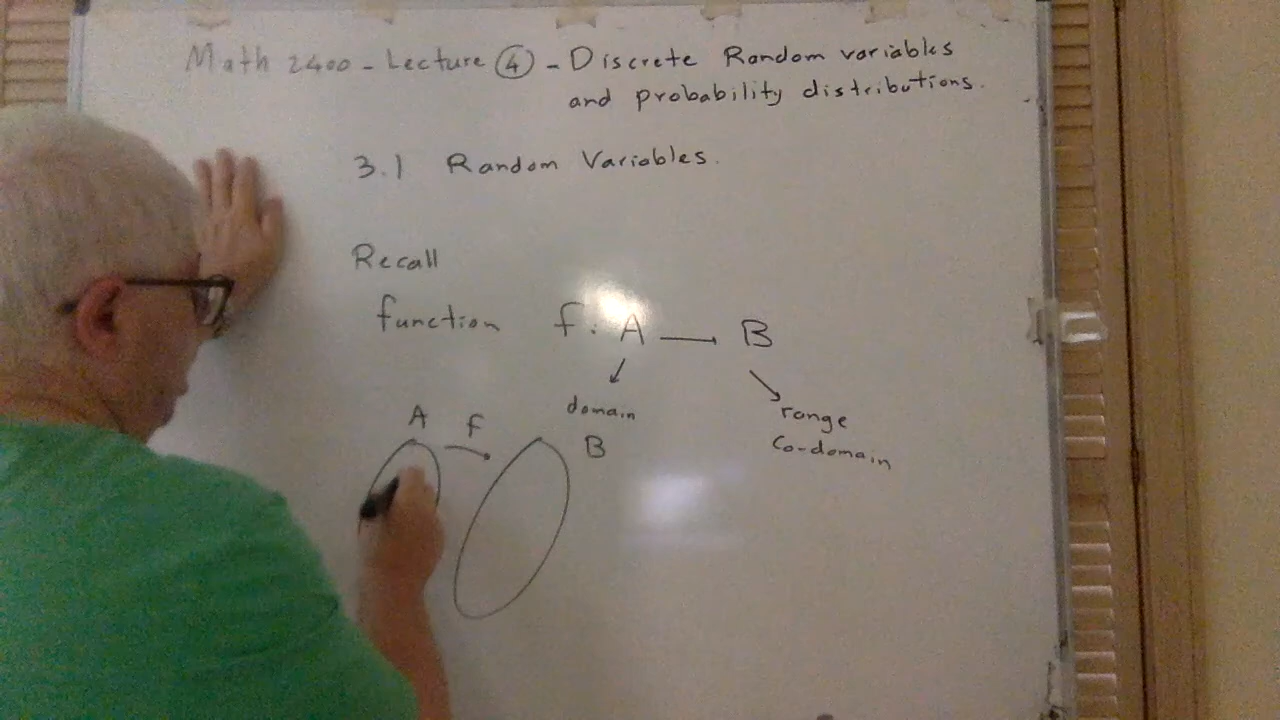 Math 2400 - Lecture ④ - Discrete Random variables
and probability distributions.
3.1 Random Variables.
Recall
function f: A → B
domain
range
co-domain
A f B